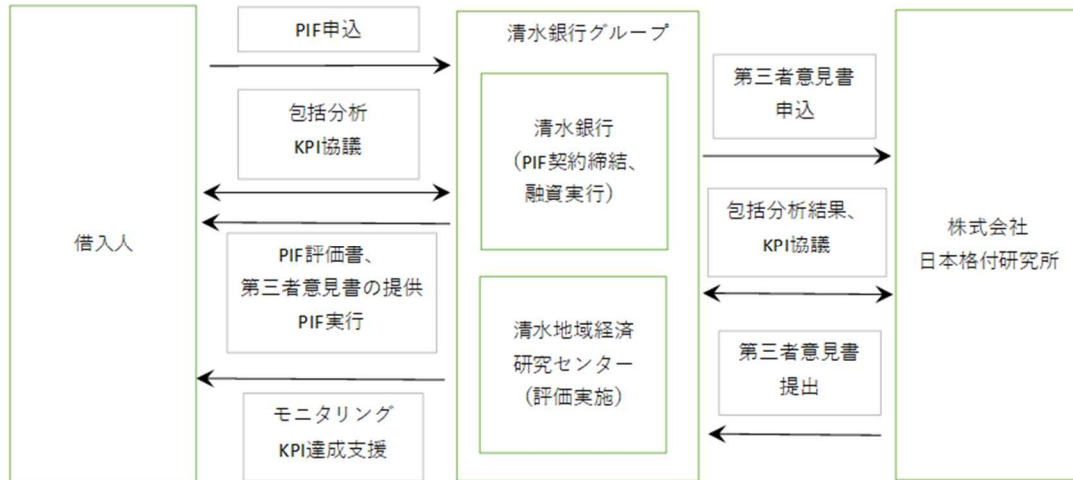 借入人
PIF申込
包括分析
KPI協議
PIF評価書、
第三者意見書の提供
PIF実行
モニタリング
KPI達成支援
清水銀行グループ
清水銀行
（PIF契約締結、
融資実行）
清水地域経済
研究センター
（評価実施）
第三者意見書
申込
包括分析結果、
KPI協議
第三者意見書
提出
株式会社
日本格付研究所